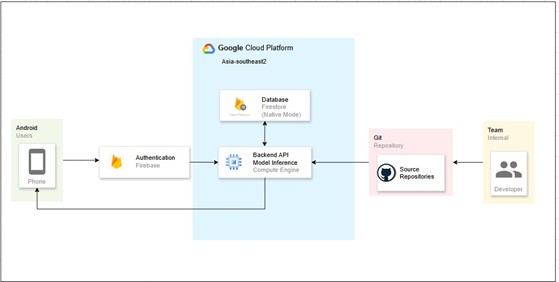 Google Cloud Platform
Asia-southeast2
Database
Firestore
(Native Mode)
Android
Users
Phone
Authentication
Firebase
Backend API
Model Inference
Compute Engine
Git
Repository
Source
Repositories
Team
Internal
Developer